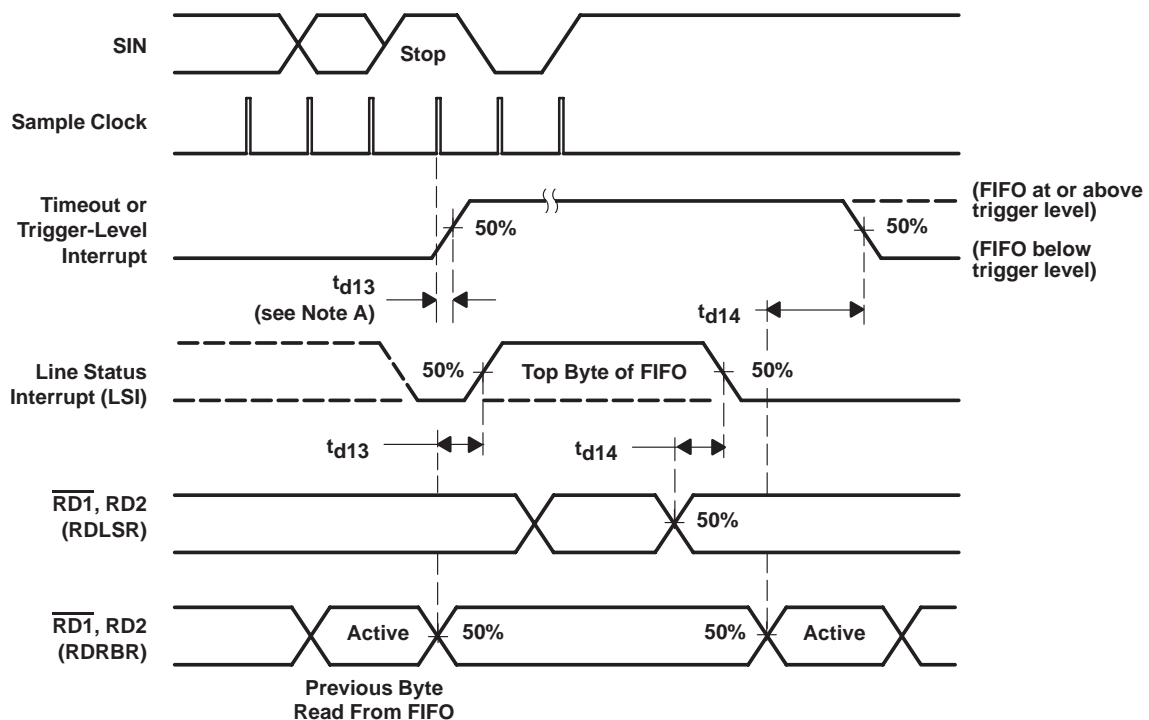 SIN
Stop
Sample Clock
Timeout or
Trigger-Level
Interrupt
50%
50%
(FIFO at or above
trigger level)
(FIFO below
trigger level)
td13
(see Note A)
td14
Line Status
Interrupt (LSI)
50%
Top Byte of FIFO
50%
td13
td14
RD1, RD2
(RDLSR)
50%
RD1, RD2
(RDRBR)
Active
50%
50%
Active
Previous Byte
Read From FIFO